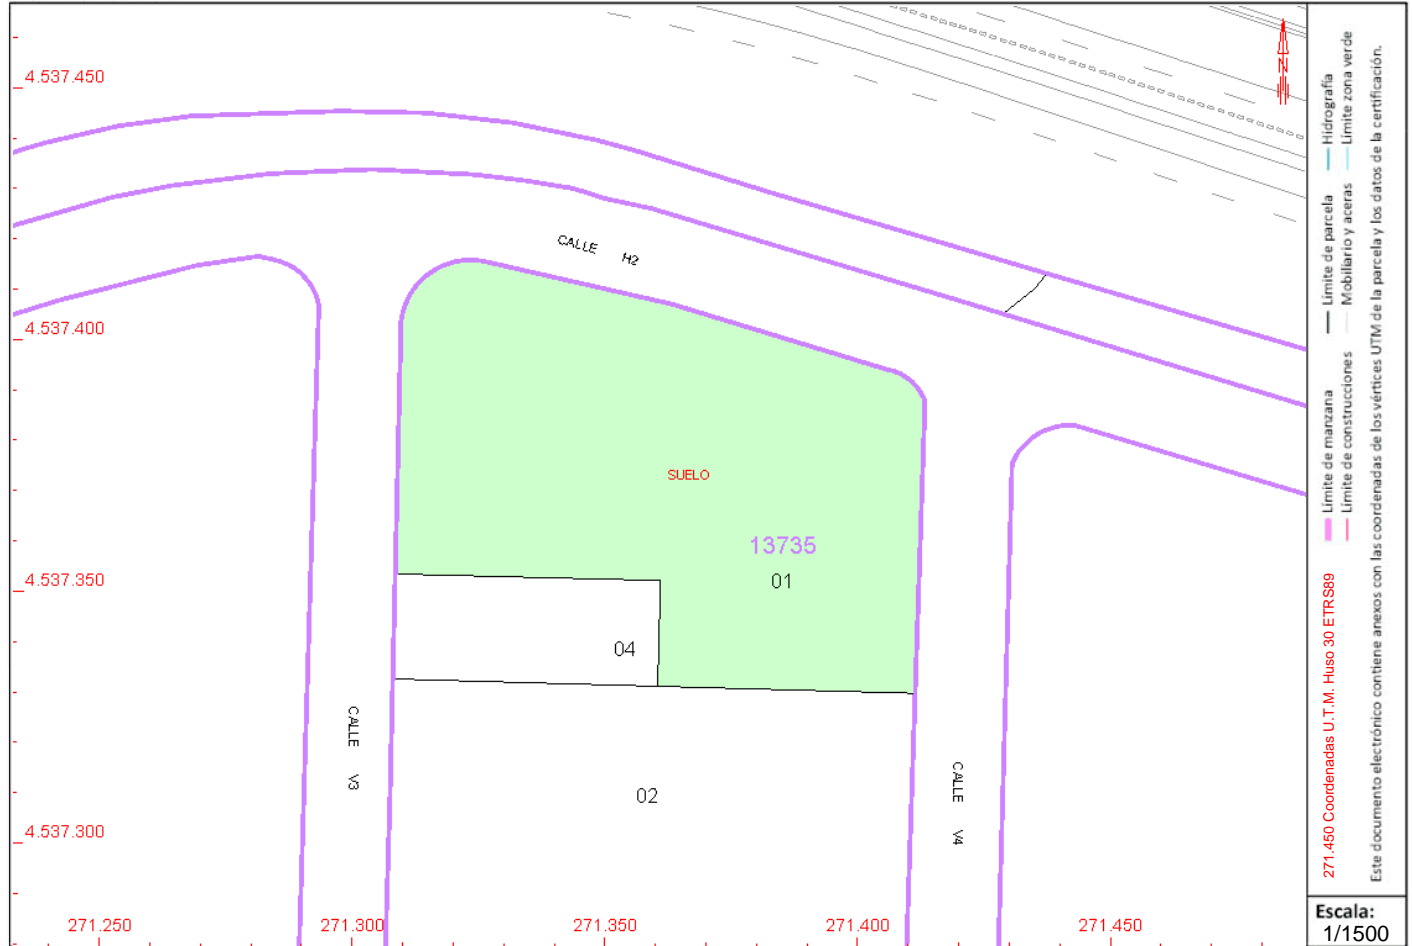 4.537.450
4.537.400
4.537.350
4.537.300
271.250
271.300
271.350
271.400
271.450
CALLE H2
SUELO
13735
01
04
02
CALLE V3
CALLE V4
N
271.450 Coordenadas U.T.M. Huso 30 ETRS89
Límite de manzana
Límite de parcela
Hidrografía
Límite de construcciones
Mobiliario y aceras
Límite zona verde
Este documento electrónico contiene anexos con las coordenadas de los vértices UTM de la parcela y los datos de la certificación.
Escala:
1/1500